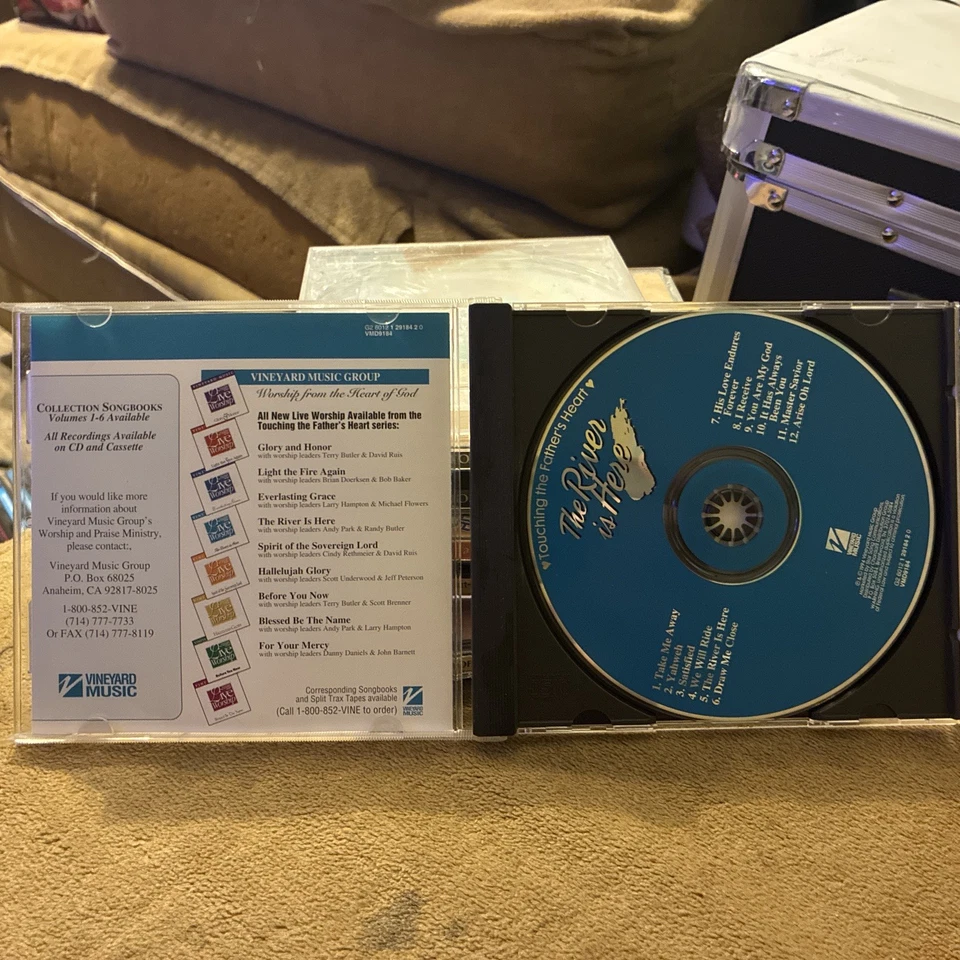 G2 6012 1 29184 2 0
VMD9184
COLLECTION SONGBOOKS
Volumes 1-6 Available
All Recordings Available
on CD and Cassette
If you would like more
information about
Vineyard Music Group's
Worship and Praise Ministry,
please contact:,
Vineyard Music Group
P.O. Box 68025
Anaheim, CA 92817-8025
1-800-852-VINE
(714) 777-7733
Or FAX (714) 777-8119
VINEYARD
MUSIC
VINEYARD MUSIC GROUP
Worship from the Heart of God
All New Live Worship Available from the
Touching the Father's Heart series:
Glory and Honor
with worship leaders Terry Butler & David Ruis
Light the Fire Again
with worship leaders Brian Doerksen & Bob Baker
Everlasting Grace
with worship leaders Larry Hampton & Michael Flowers
The River Is Here
with worship leaders Andy Park & Randy Butler
Spirit of the Sovereign Lord
with worship leaders Cindy Rethmeier & David Ruis
Hallelujah Glory
with worship leaders Scott Underwood & Jeff Peterson
Before You Now
with worship leaders Terry Butler & Scott Brenner
Blessed Be The Name
with worship leaders Andy Park & Larry Hampton
For Your Mercy
with worship leaders Danny Daniels & John Barnett
Corresponding Songbooks
and Split Trax Tapes available
(Call 1-800-852-VINE to order)
VINEYARD
MUSIC
Touching the Father's Heart
The River
is Here
1. Take Me Away
2. Yahweh
3. Satisfied
4. We Will Ride
5. The River Is Here
6. Draw Me Close
7. His Love Endures
Forever
8. I Receive
9. You Are My God
10. It Has Always
Been You
11. Master Savior
12. Arise Oh Lord
VINEYARD
MUSIC
G2 6012 1 29184 2 0
VMD9184